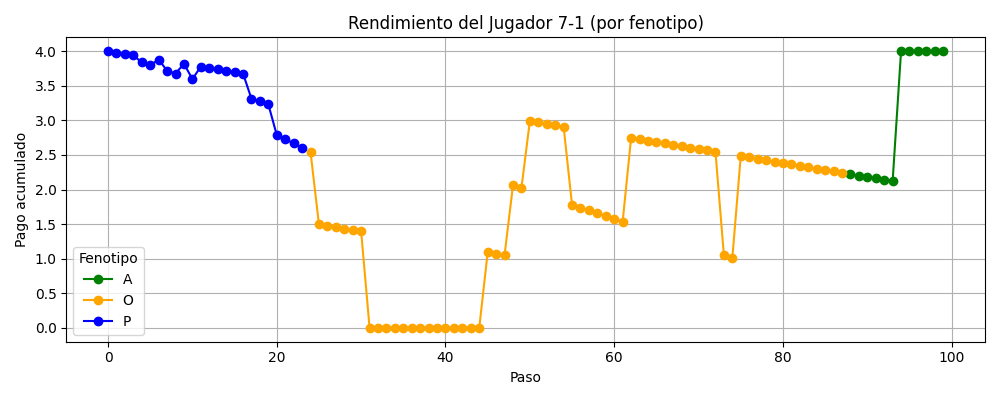 Rendimiento del Jugador 7-1 (por fenotipo)
Pago acumulado
4.0
3.5
3.0
2.5
2.0
1.5
1.0
0.5
0.0
Fenotipo
A
O
P
0 20 40 60 80 100
Paso